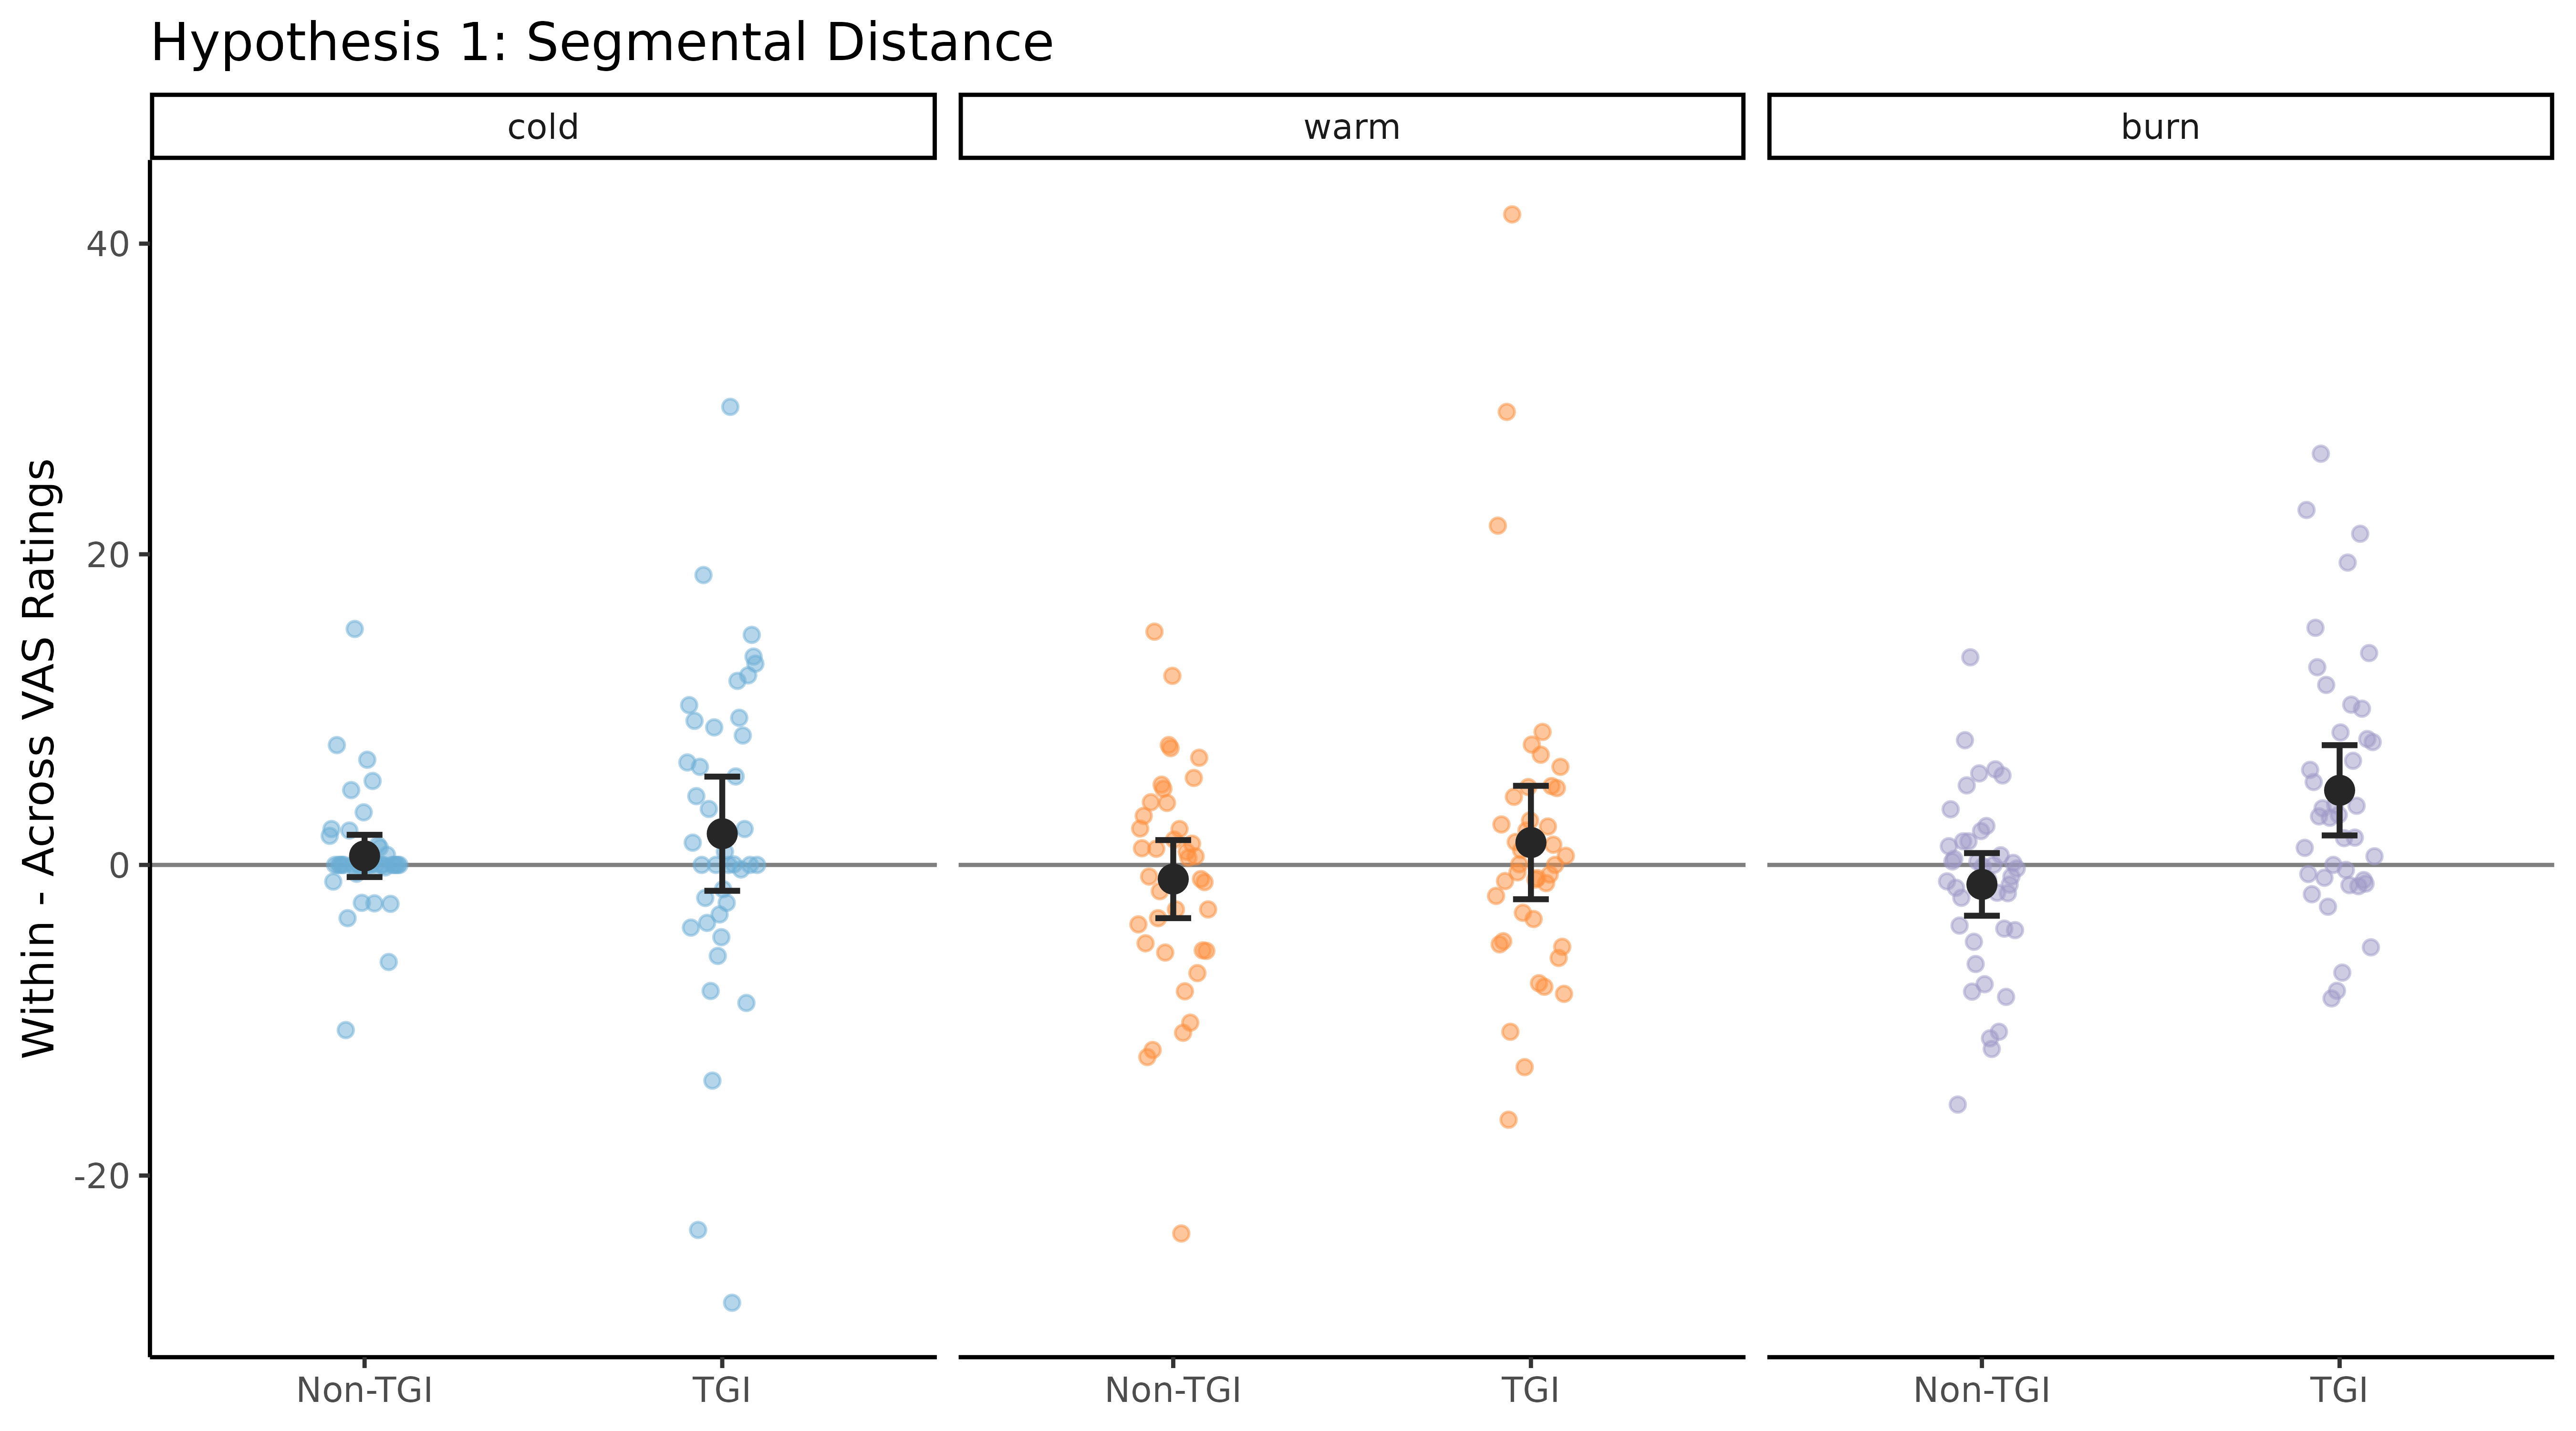 Hypothesis 1: Segmental Distance
cold
warm
burn
Within - Across VAS Ratings
40
20
0
-20
Non-TGI
TGI
Non-TGI
TGI
Non-TGI
TGI